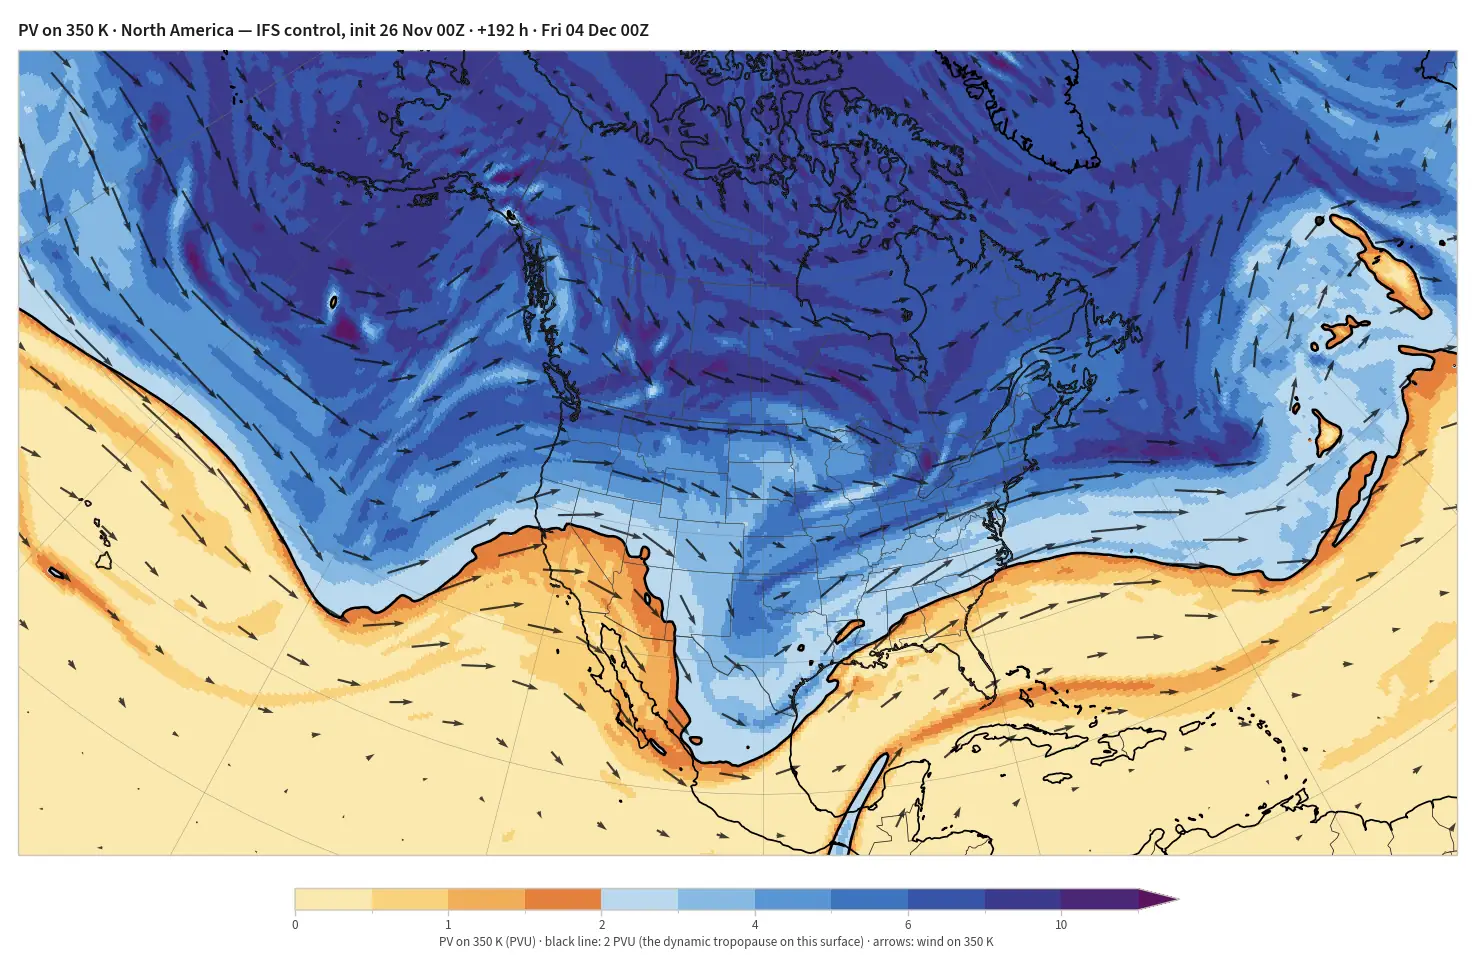 PV on 350 K · North America — IFS control, init 26 Nov 00Z · +192 h · Fri 04 Dec 00Z
0 1 2 4 6 10
PV on 350 K (PVU) · black line: 2 PVU (the dynamic tropopause on this surface) · arrows: wind on 350 K